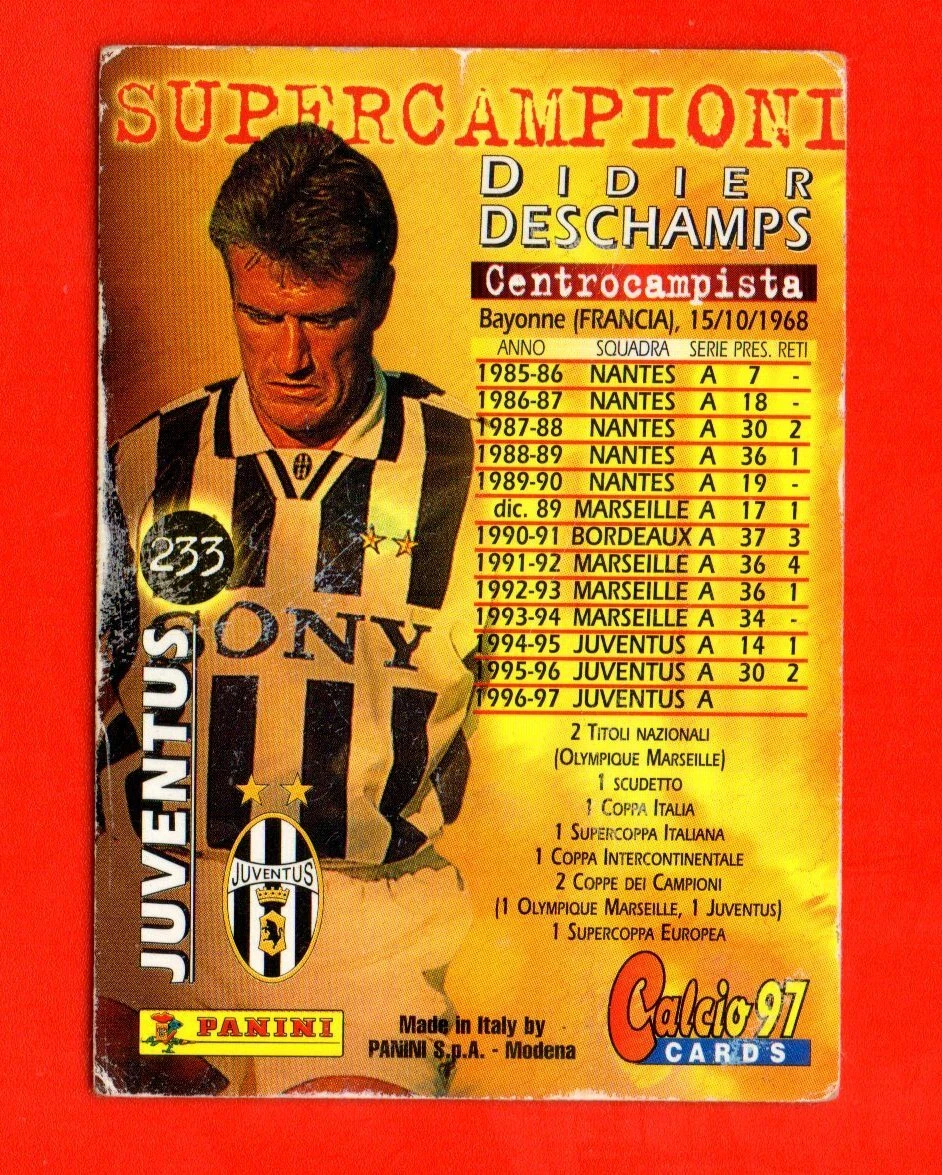 SUPERCAMPIONI
DIDIER
DESCHAMPS
Centrocampista
Bayonne (FRANCIA), 15/10/1968
ANNO SQUADRA SERIE PRES. RETI
1985-86 NANTES A 7 -
1986-87 NANTES A 18 -
1987-88 NANTES A 30 2
1988-89 NANTES A 36 1
1989-90 NANTES A 19 -
dic. 89 MARSEILLE A 17 1
1990-91 BORDEAUX A 37 3
1991-92 MARSEILLE A 36 4
1992-93 MARSEILLE A 36 1
1993-94 MARSEILLE A 34 -
1994-95 JUVENTUS A 14 1
1995-96 JUVENTUS A 30 2
1996-97 JUVENTUS A
2 TITOLI NAZIONALI
(OLYMPIQUE MARSEILLE)
1 SCUDETTO
1 COPPA ITALIA
1 SUPERCOPPA ITALIANA
1 COPPA INTERCONTINENTALE
2 COPPE DEI CAMPIONI
(1 OLYMPIQUE MARSEILLE, 1 JUVENTUS)
1 SUPERCOPPA EUROPEA
233
SONY
JUVENTUS
JUVENTUS
PANINI
Made in Italy by
PANINI S.p.A. - Modena
Calcio 97
CARDS